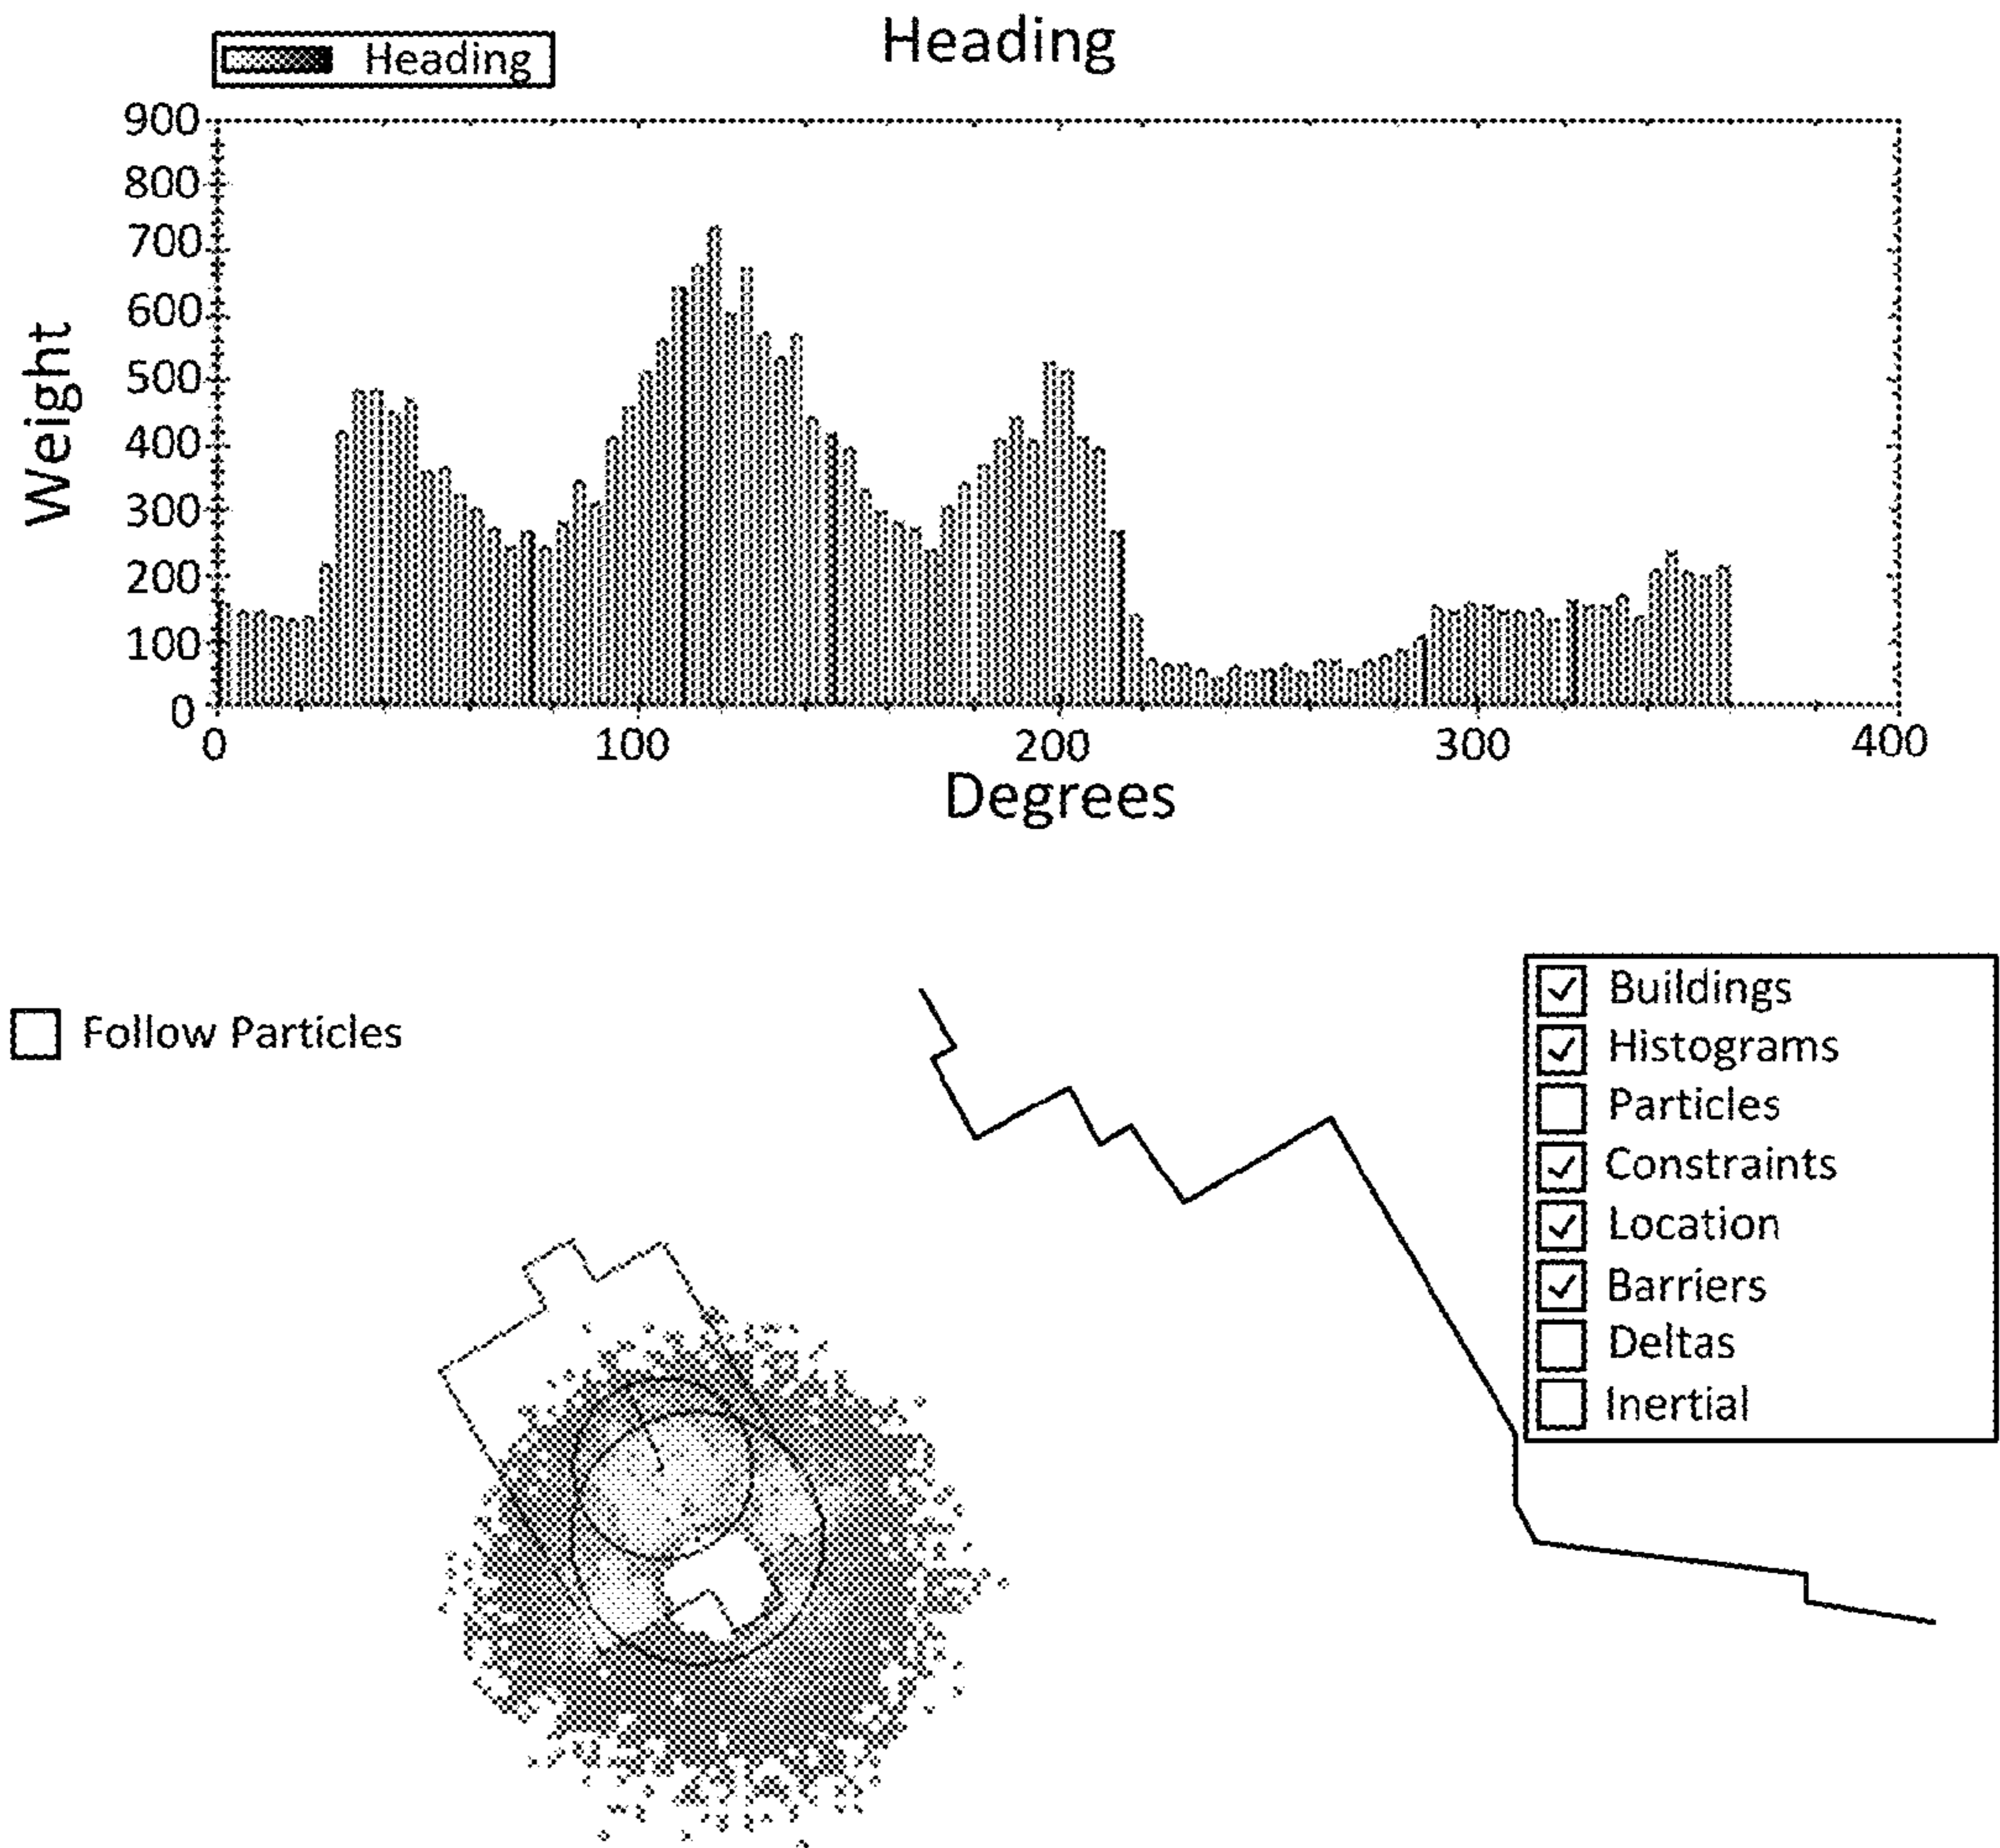 Heading
Heading
900
800
700
600
500
400
300
200
100
0
Weight
0 100 200 300 400
Degrees
Follow Particles
Buildings
Histograms
Particles
Constraints
Location
Barriers
Deltas
Inertial